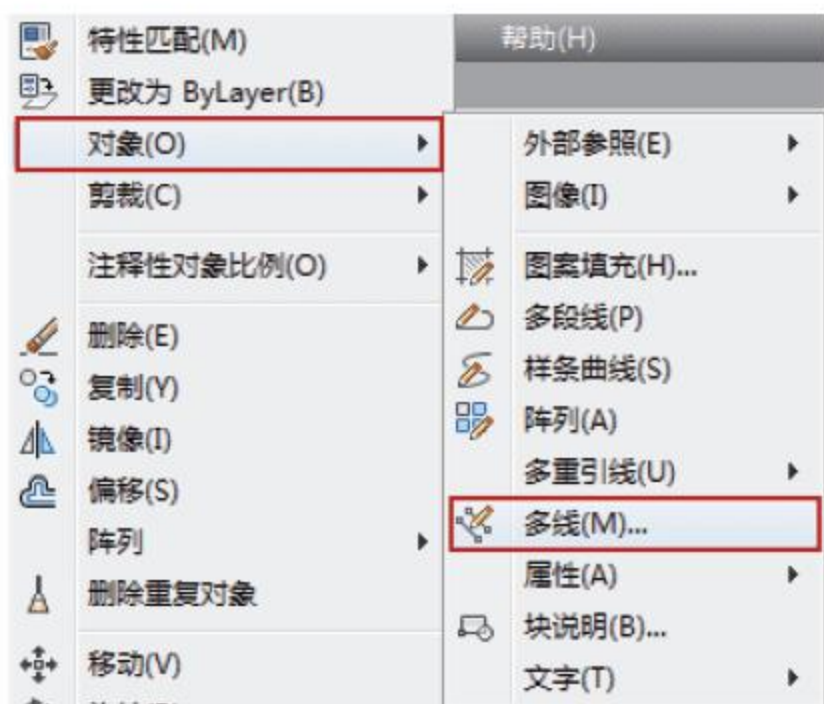 特性匹配(M)
更改为 ByLayer(B)
对象(O)
剪裁(C)
注释性对象比例(O)
删除(E)
复制(Y)
镜像(I)
偏移(S)
阵列
删除重复对象
移动(V)
帮助(H)
外部参照(E)
图像(I)
图案填充(H)...
多段线(P)
样条曲线(S)
阵列(A)
多重引线(U)
多线(M)...
属性(A)
块说明(B)...
文字(T)